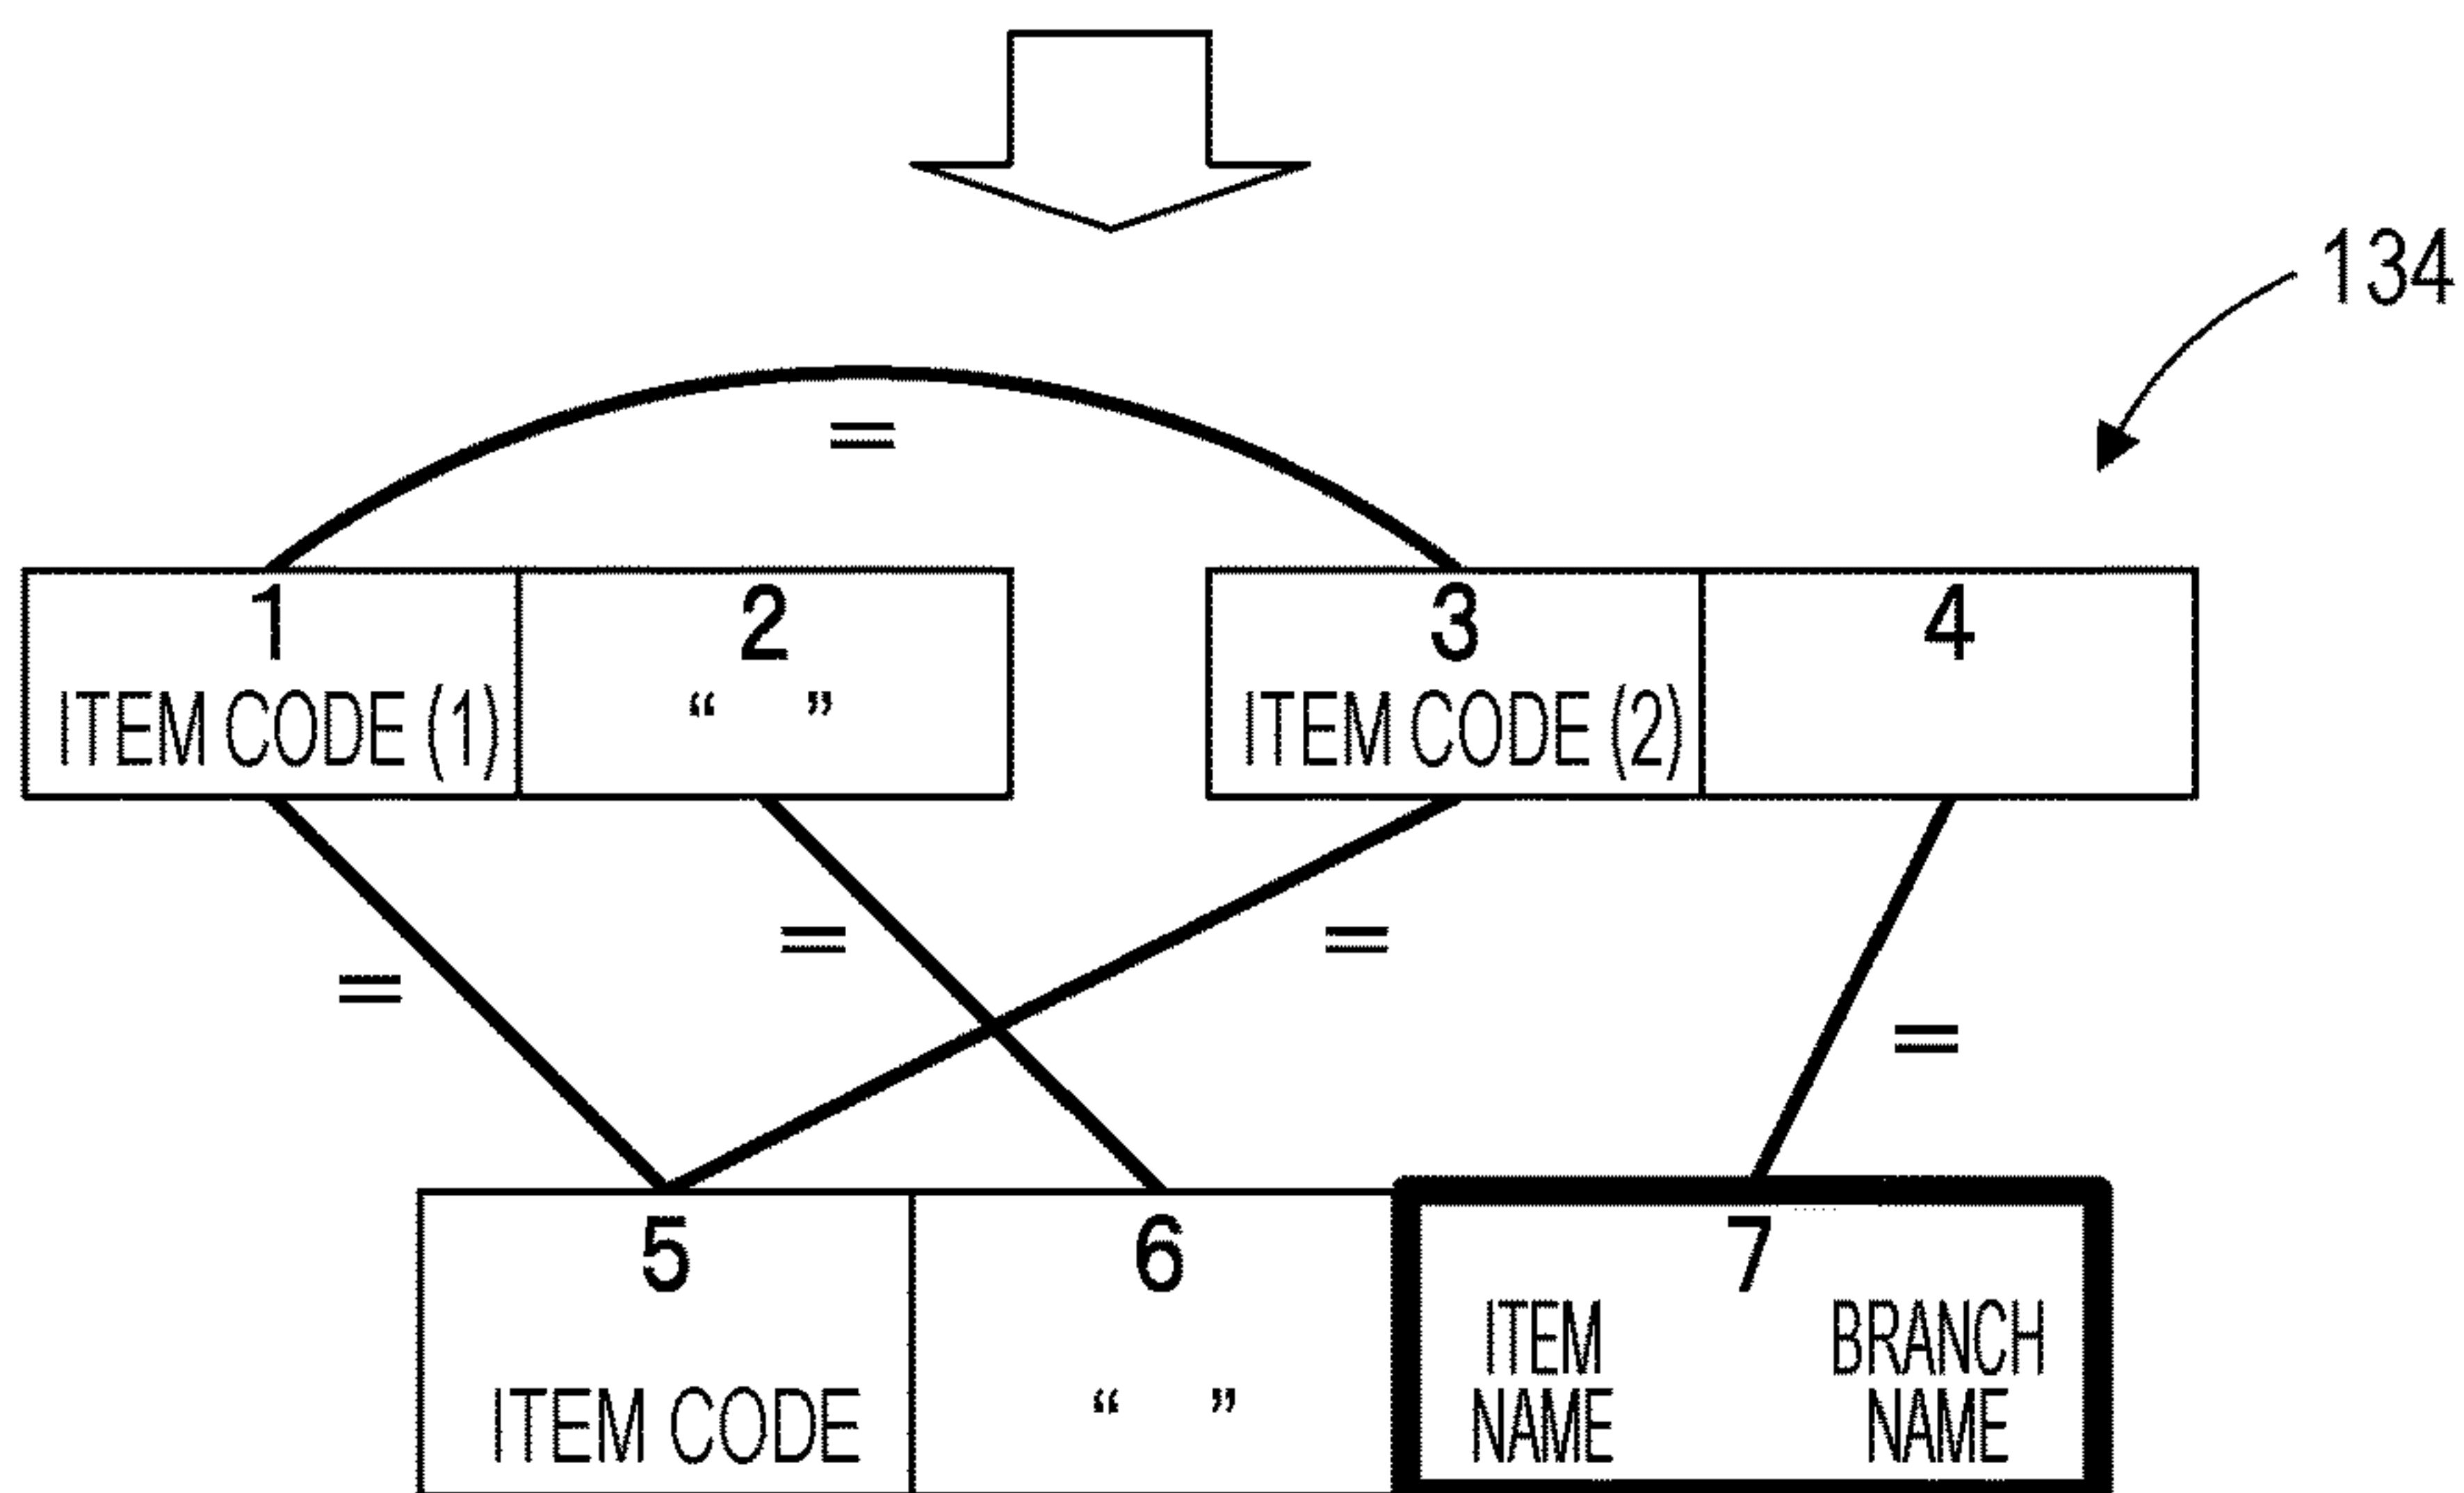 134
=
1 2 3 4
ITEM CODE (1) “ ” ITEM CODE (2)
= = = =
5 6 7
ITEM BRANCH
ITEM CODE “ ” NAME NAME